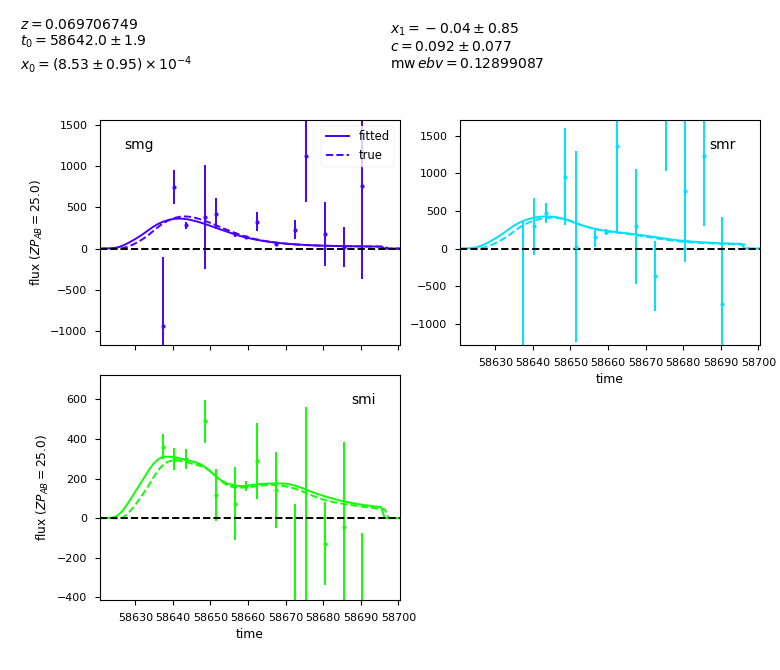 z = 0.069706749
t₀ = 58642.0 ± 1.9
x₀ = (8.53 ± 0.95) × 10⁻⁴
x₁ = −0.04 ± 0.85
c = 0.092 ± 0.077
mw ebv = 0.12899087
smg
fitted
true
1500
1000
500
0
−500
−1000
flux (ZP_AB = 25.0)
smr
1500
1000
500
0
−500
−1000
58630 58640 58650 58660 58670 58680 58690 58700
time
smi
600
400
200
0
−200
−400
flux (ZP_AB = 25.0)
58630 58640 58650 58660 58670 58680 58690 58700
time